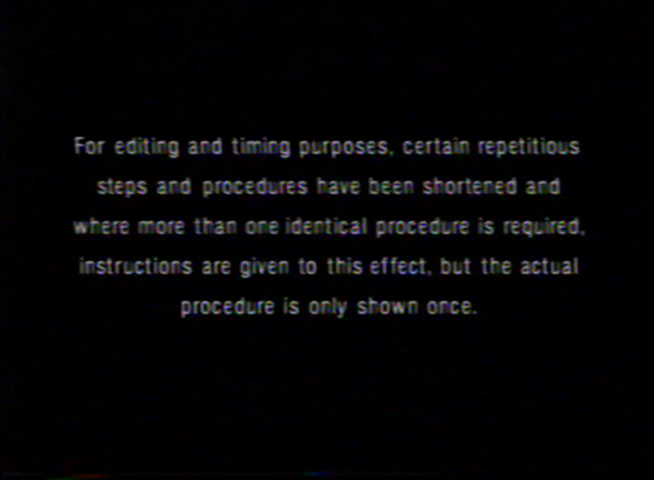 For editing and timing purposes, certain repetitious
steps and procedures have been shortened and
where more than one identical procedure is required,
instructions are given to this effect, but the actual
procedure is only shown once.